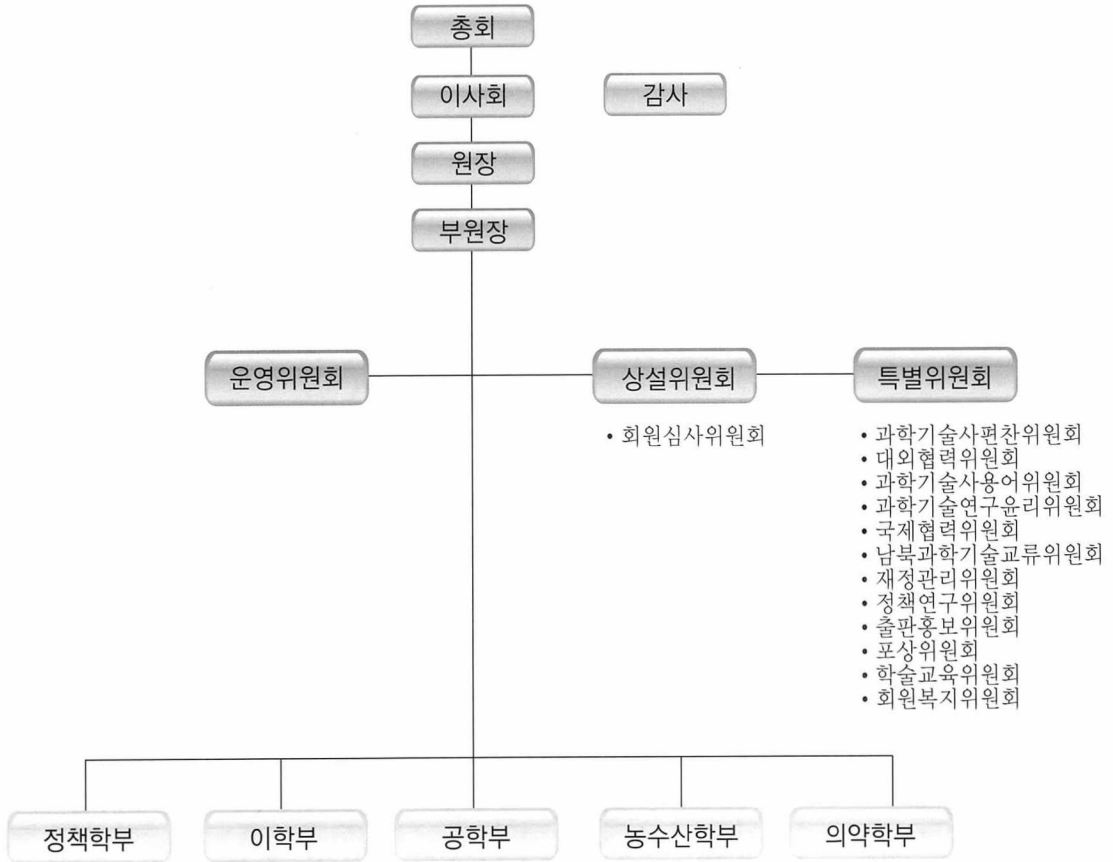 총회
이사회
감사
원장
부원장
운영위원회
상설위원회
특별위원회
• 회원심사위원회
• 과학기술사편찬위원회
• 대외협력위원회
• 과학기술사용어위원회
• 과학기술연구윤리위원회
• 국제협력위원회
• 남북과학기술교류위원회
• 재정관리위원회
• 정책연구위원회
• 출판홍보위원회
• 포상위원회
• 학술교육위원회
• 회원복지위원회
정책학부
이학부
공학부
농수산학부
의약학부